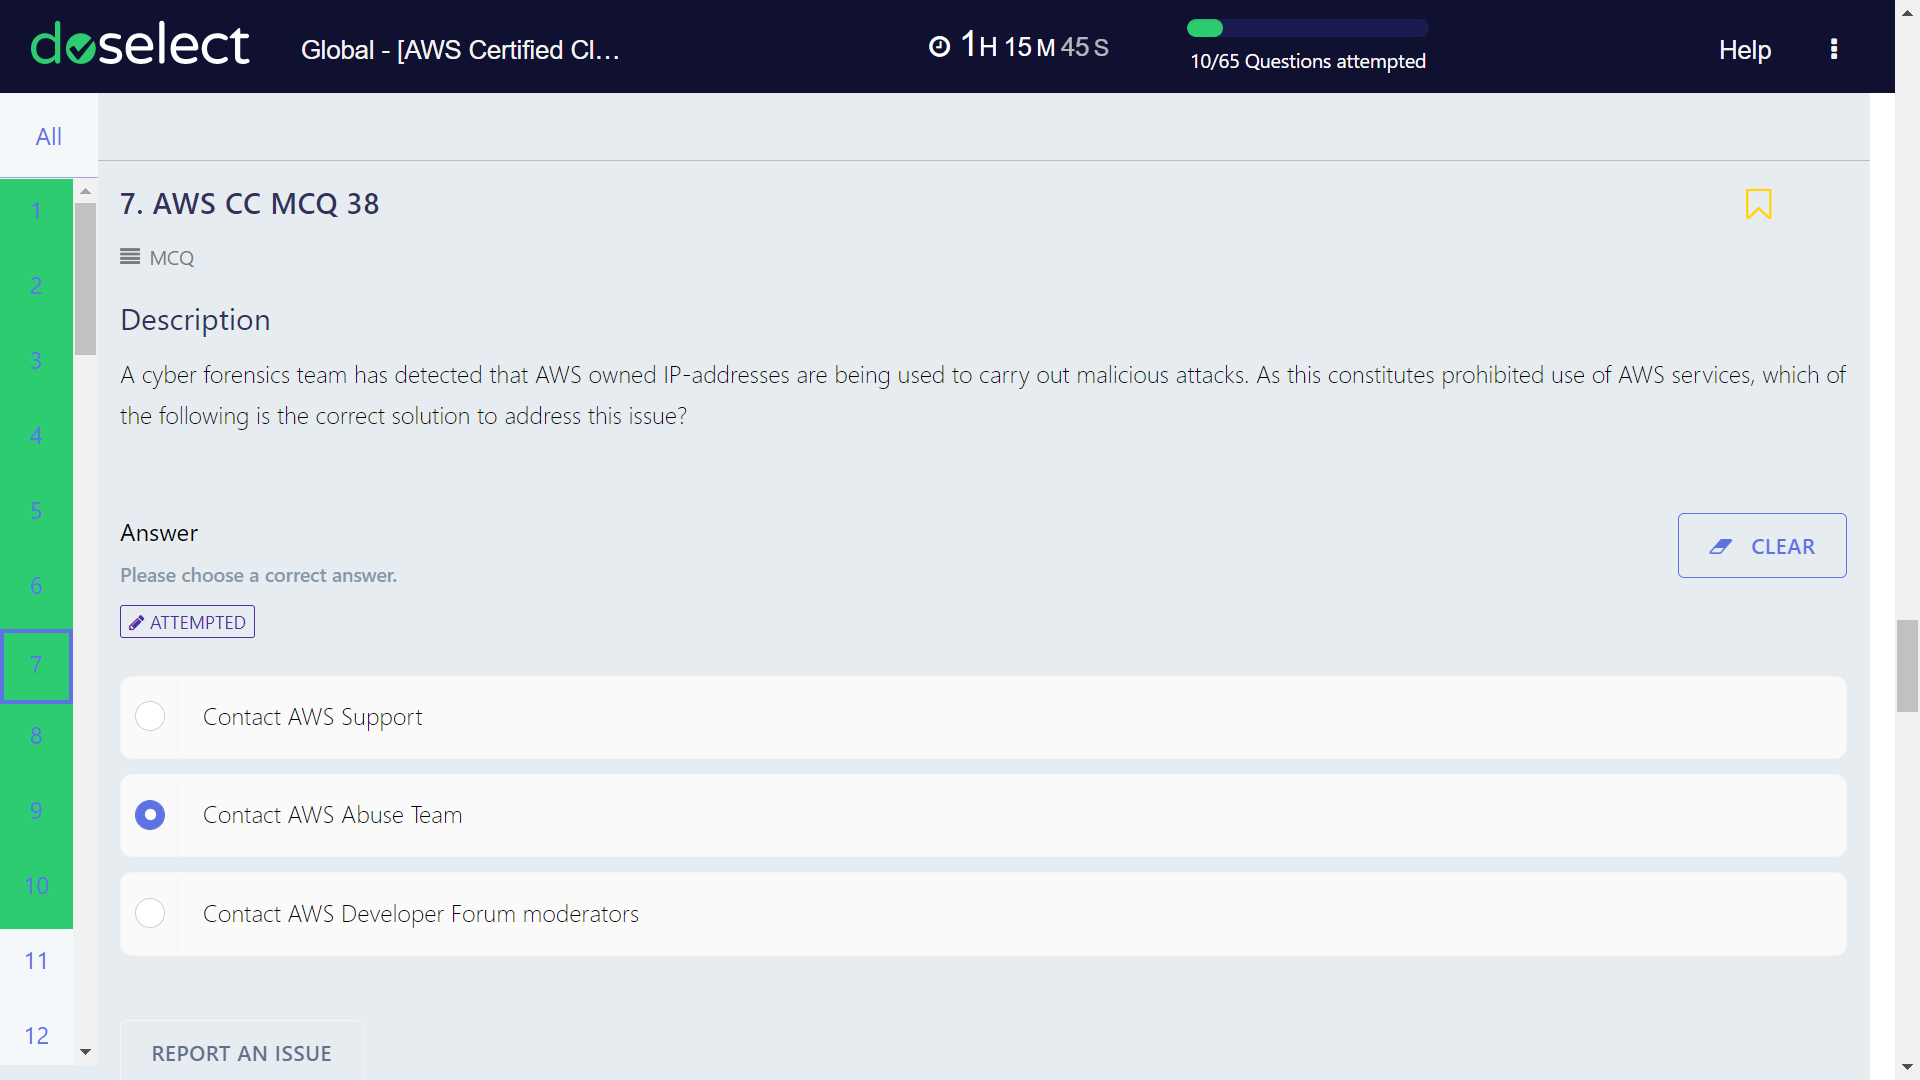 doselect
Global - [AWS Certified Cl...
1H 15M 45S
10/65 Questions attempted
Help
All
1
2
3
4
5
6
7
8
9
10
11
12
7. AWS CC MCQ 38
MCQ
Description
A cyber forensics team has detected that AWS owned IP-addresses are being used to carry out malicious attacks. As this constitutes prohibited use of AWS services, which of
the following is the correct solution to address this issue?
Answer
Please choose a correct answer.
CLEAR
ATTEMPTED
Contact AWS Support
Contact AWS Abuse Team
Contact AWS Developer Forum moderators
REPORT AN ISSUE